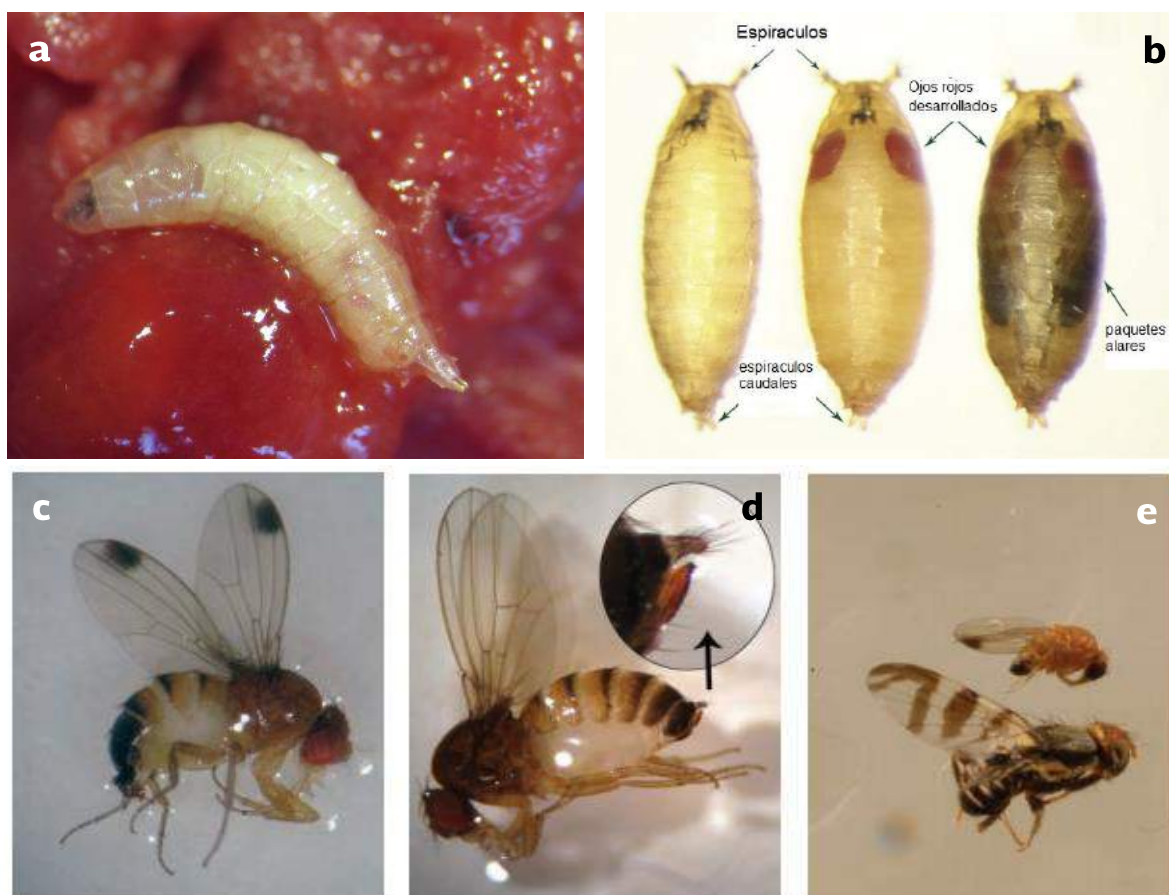 a
b
Espiraculos
Ojos rojos
desarrollados
paquetes
alares
espiraculos
caudales
c
d
e